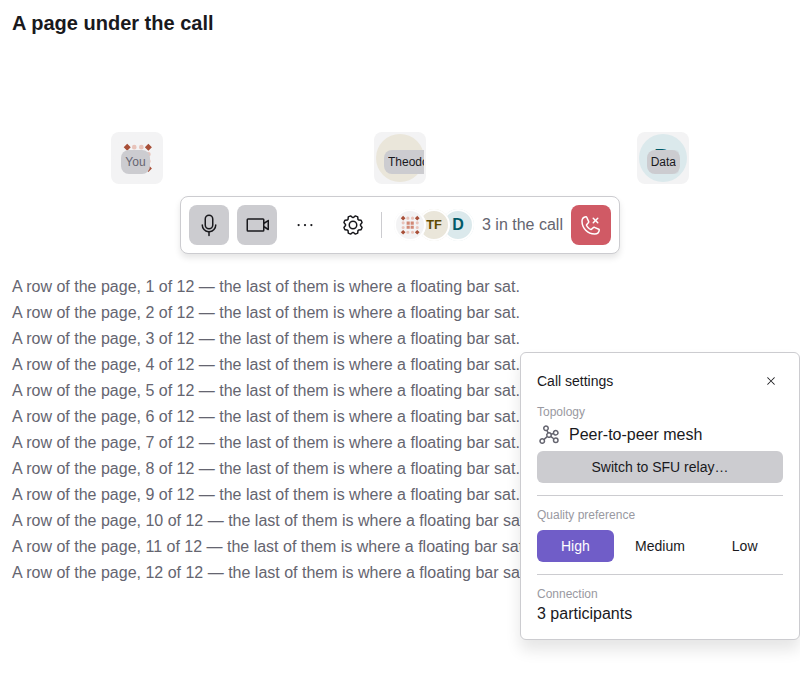 A page under the call
You
Theodo
Data
TF
D
3 in the call
A row of the page, 1 of 12 — the last of them is where a floating bar sat.
A row of the page, 2 of 12 — the last of them is where a floating bar sat.
A row of the page, 3 of 12 — the last of them is where a floating bar sat.
A row of the page, 4 of 12 — the last of them is where a floating bar sat.
A row of the page, 5 of 12 — the last of them is where a floating bar sat.
A row of the page, 6 of 12 — the last of them is where a floating bar sat.
A row of the page, 7 of 12 — the last of them is where a floating bar sat.
A row of the page, 8 of 12 — the last of them is where a floating bar sat.
A row of the page, 9 of 12 — the last of them is where a floating bar sat.
A row of the page, 10 of 12 — the last of them is where a floating bar sa
A row of the page, 11 of 12 — the last of them is where a floating bar sa
A row of the page, 12 of 12 — the last of them is where a floating bar sa
Call settings
Topology
Peer-to-peer mesh
Switch to SFU relay…
Quality preference
High
Medium
Low
Connection
3 participants